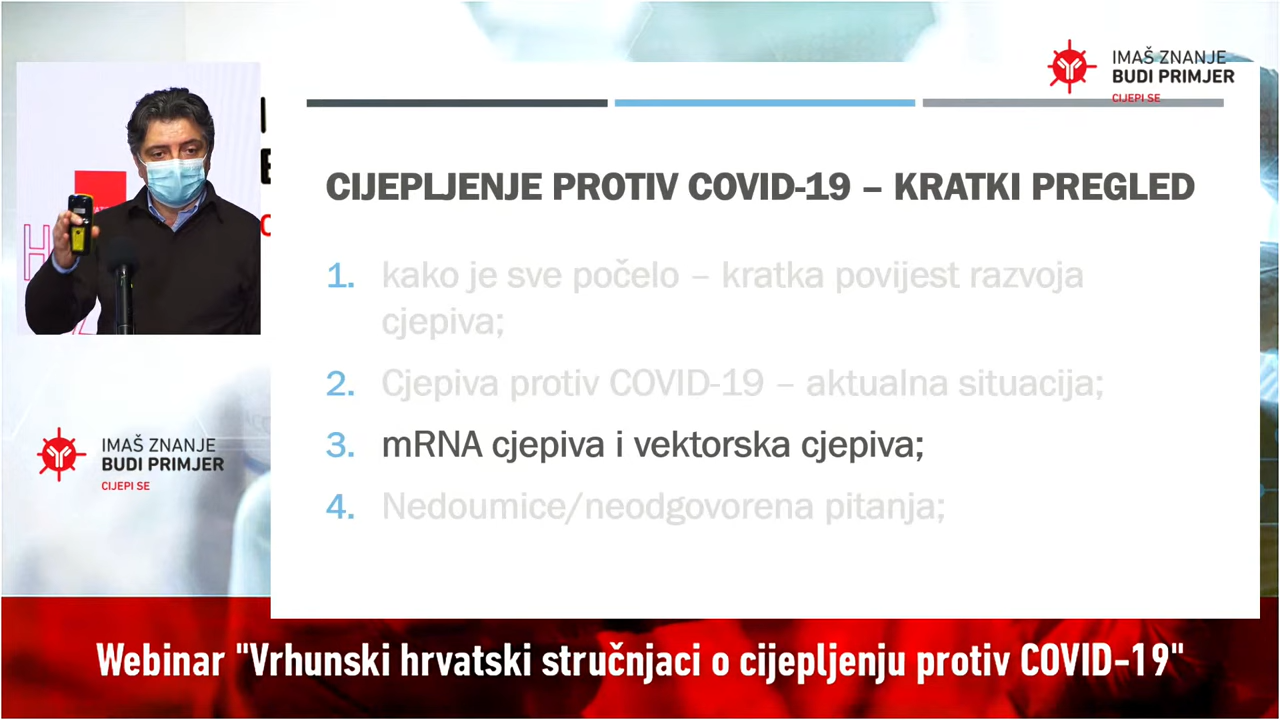 IMAŠ ZNANJE
BUDI PRIMJER
CIJEPI SE
CIJEPLJENJE PROTIV COVID-19 – KRATKI PREGLED
1. kako je sve počelo – kratka povijest razvoja
cjepiva;
2. Cjepiva protiv COVID-19 – aktualna situacija;
3. mRNA cjepiva i vektorska cjepiva;
4. Nedoumice/neodgovorena pitanja;
IMAŠ ZNANJE
BUDI PRIMJER
CIJEPI SE
Webinar "Vrhunski hrvatski stručnjaci o cijepljenju protiv COVID-19"